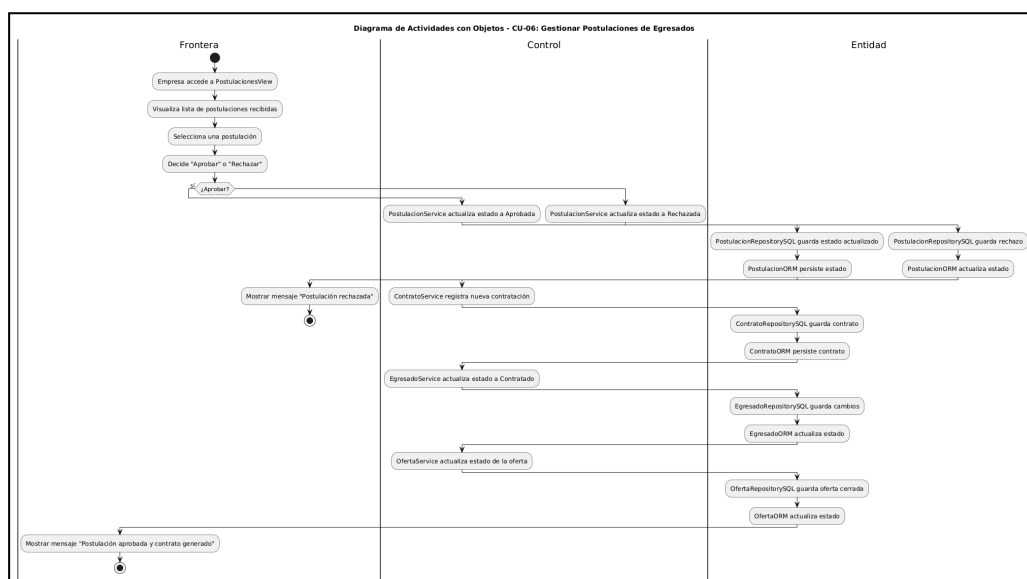 Diagrama de Actividades con Objetos - CU-06: Gestionar Postulaciones de Egresados
Frontera
Control
Entidad
Empresa accede a PostulacionesView
Visualiza lista de postulaciones recibidas
Selecciona una postulación
Decide "Aprobar" o "Rechazar"
sí
¿Aprobar?
PostulacionService actualiza estado a Aprobada
PostulacionService actualiza estado a Rechazada
PostulacionRepositorySQL guarda estado actualizado
PostulacionRepositorySQL guarda rechazo
PostulacionORM persiste estado
PostulacionORM actualiza estado
Mostrar mensaje "Postulación rechazada"
ContratoService registra nueva contratación
ContratoRepositorySQL guarda contrato
ContratoORM persiste contrato
EgresadoService actualiza estado a Contratado
EgresadoRepositorySQL guarda cambios
EgresadoORM actualiza estado
OfertaService actualiza estado de la oferta
OfertaRepositorySQL guarda oferta cerrada
OfertaORM actualiza estado
Mostrar mensaje "Postulación aprobada y contrato generado"